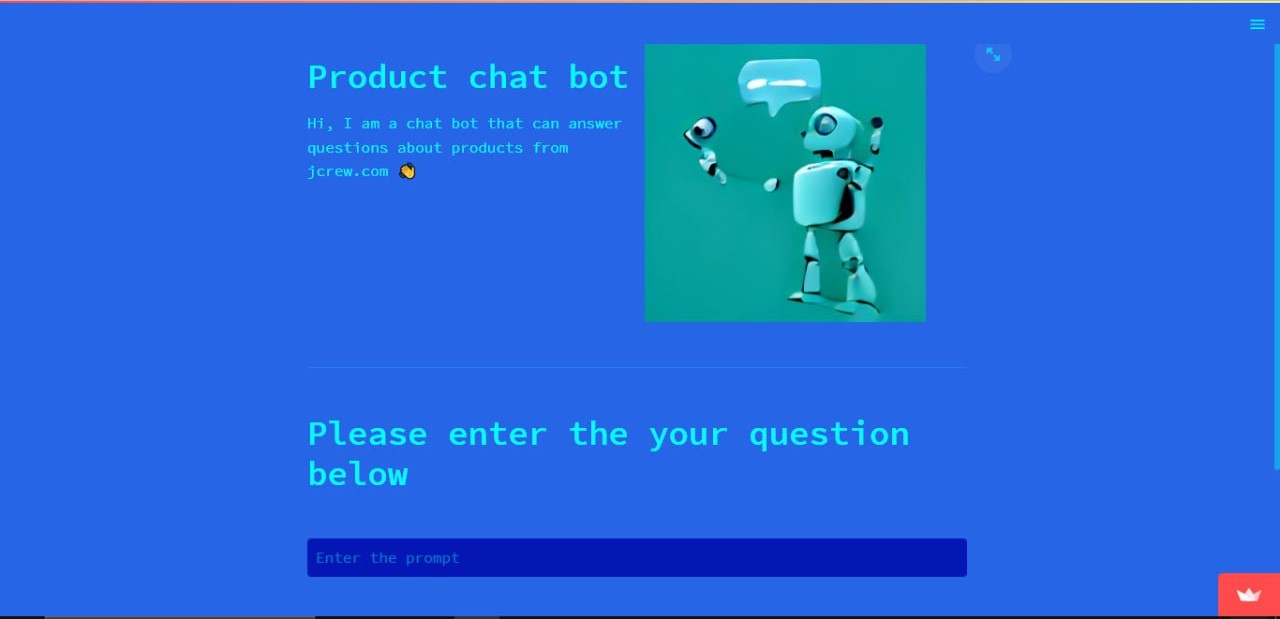 Product chat bot
Hi, I am a chat bot that can answer
questions about products from
jcrew.com 👋
Please enter the your question
below
Enter the prompt